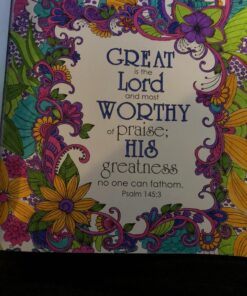 GREAT
is the
Lord
and most
WORTHY
of praise;
HIS
greatness
no one can fathom.
Psalm 145:3